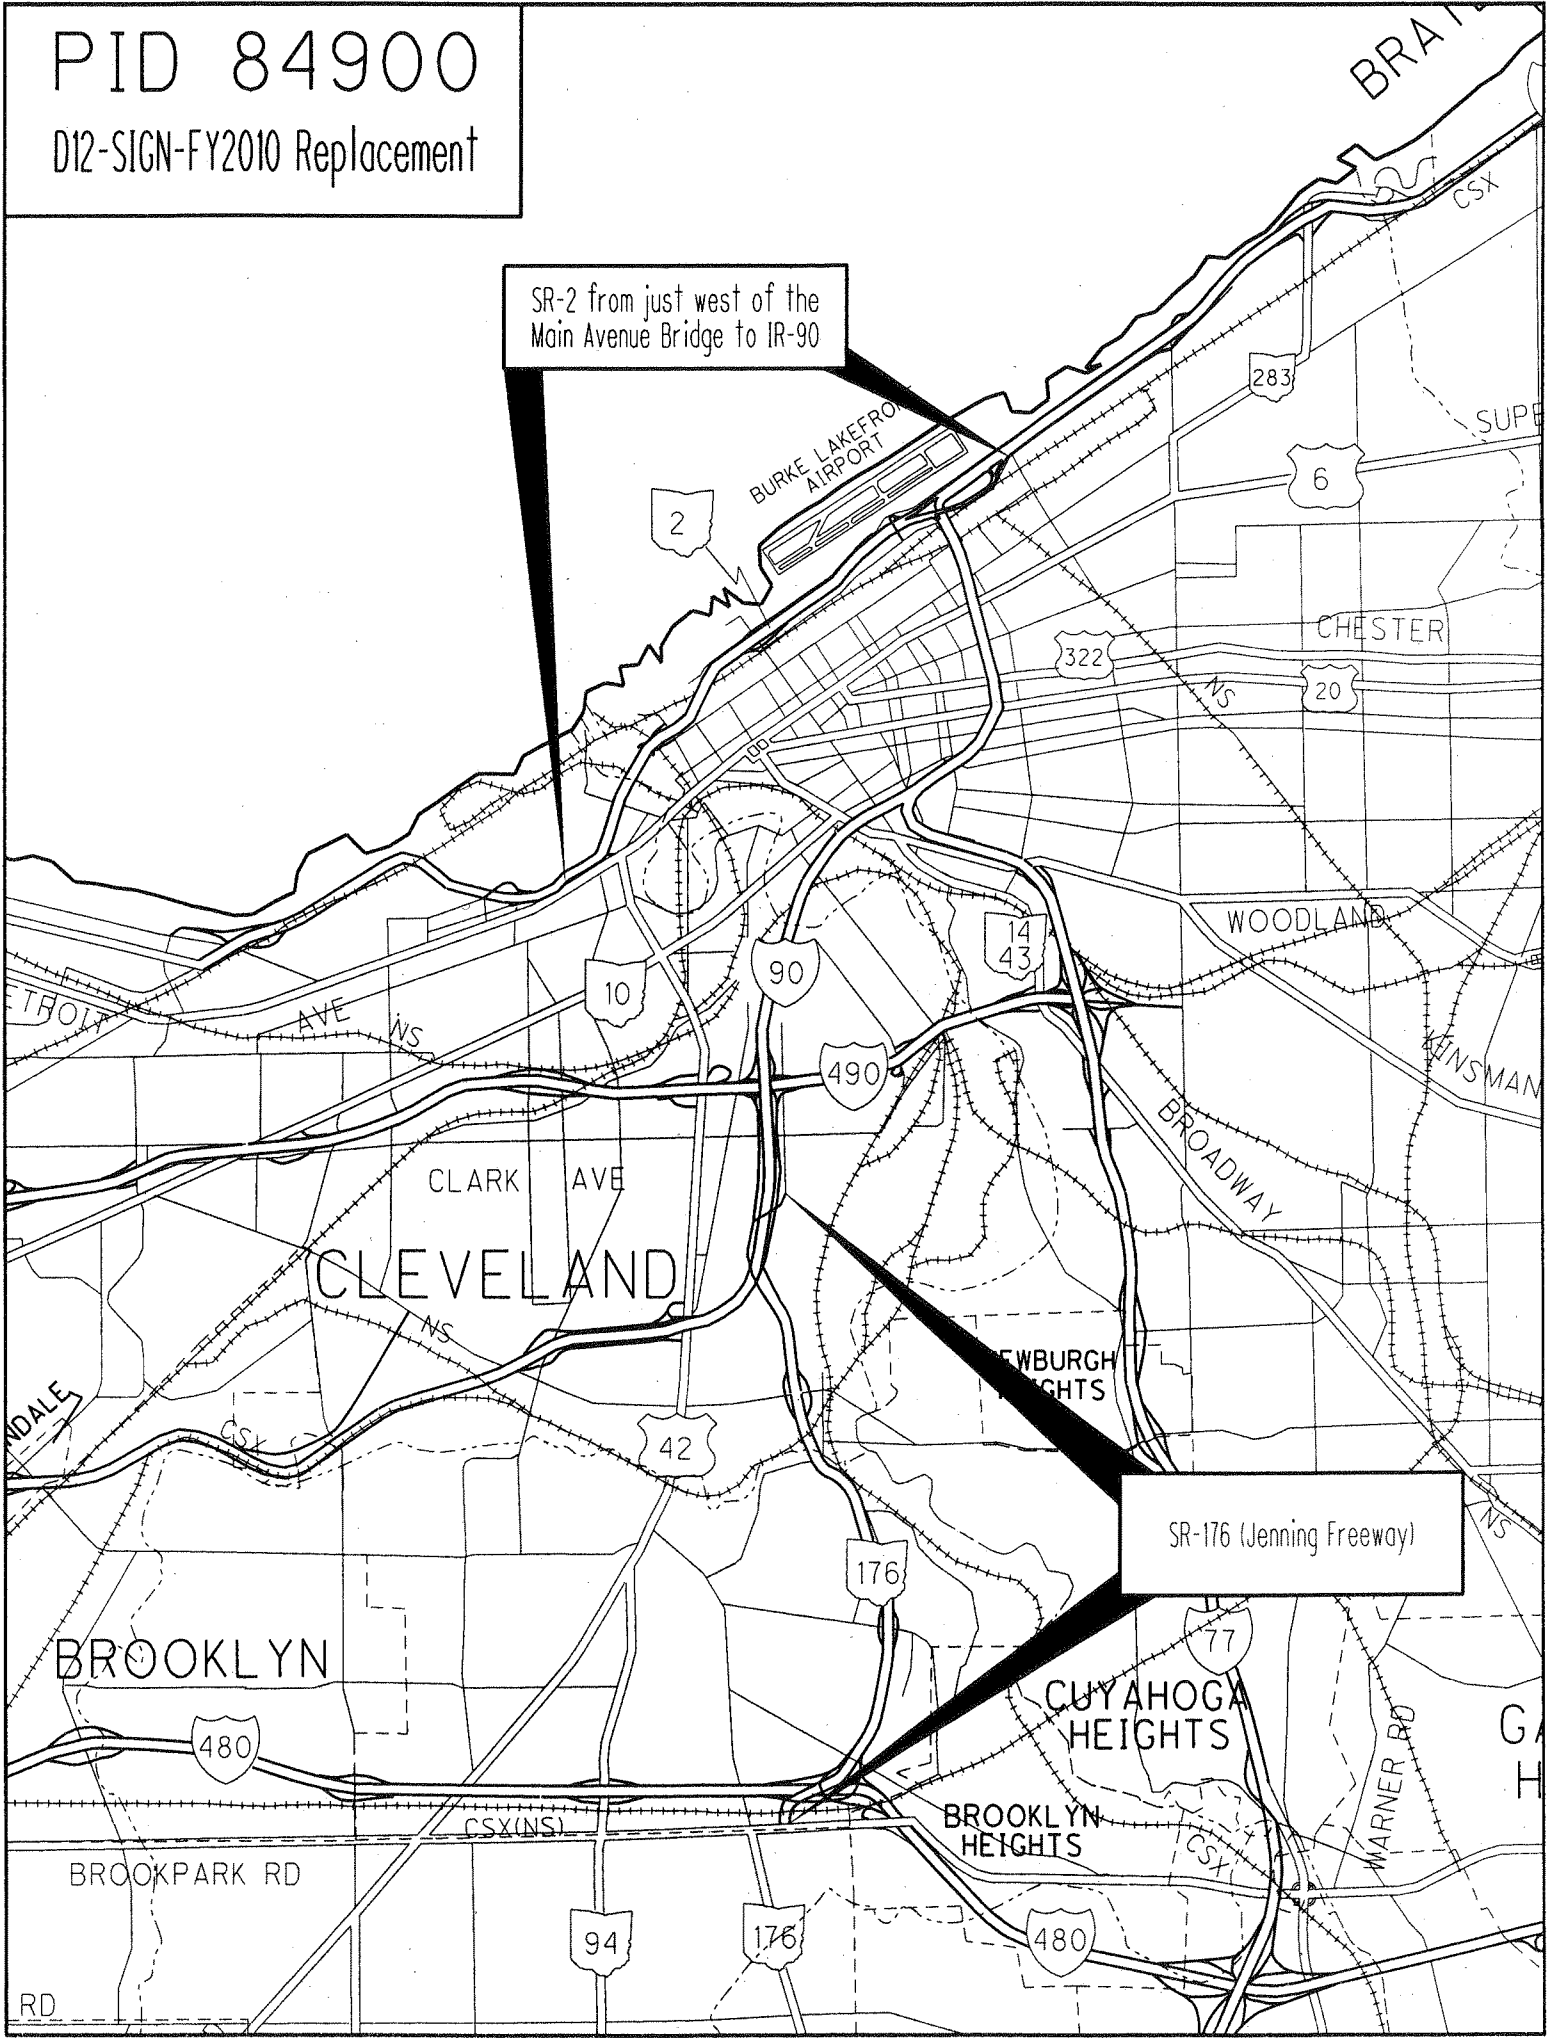 PID 84900
D12-SIGN-FY2010 Replacement
CSX
SR-2 from just west of the
Main Avenue Bridge to IR-90
283
BURKE
LAKEFRO
AIRPORT
6
2
CHESTER
322
20
NS
WOODLAND
14
43
90
10
AVE
NS
490
BROADWAY
CLARK AVE
CLEVELAND
NS
42
176
SR-176 (Jenning Freeway)
NS
77
BROOKLYN
480
CUYAHOGA
HEIGHTS
WARNER RD
CSX(NS)
BROOKLYN
HEIGHTS
CSX
BROOKPARK RD
94
176
480
RD